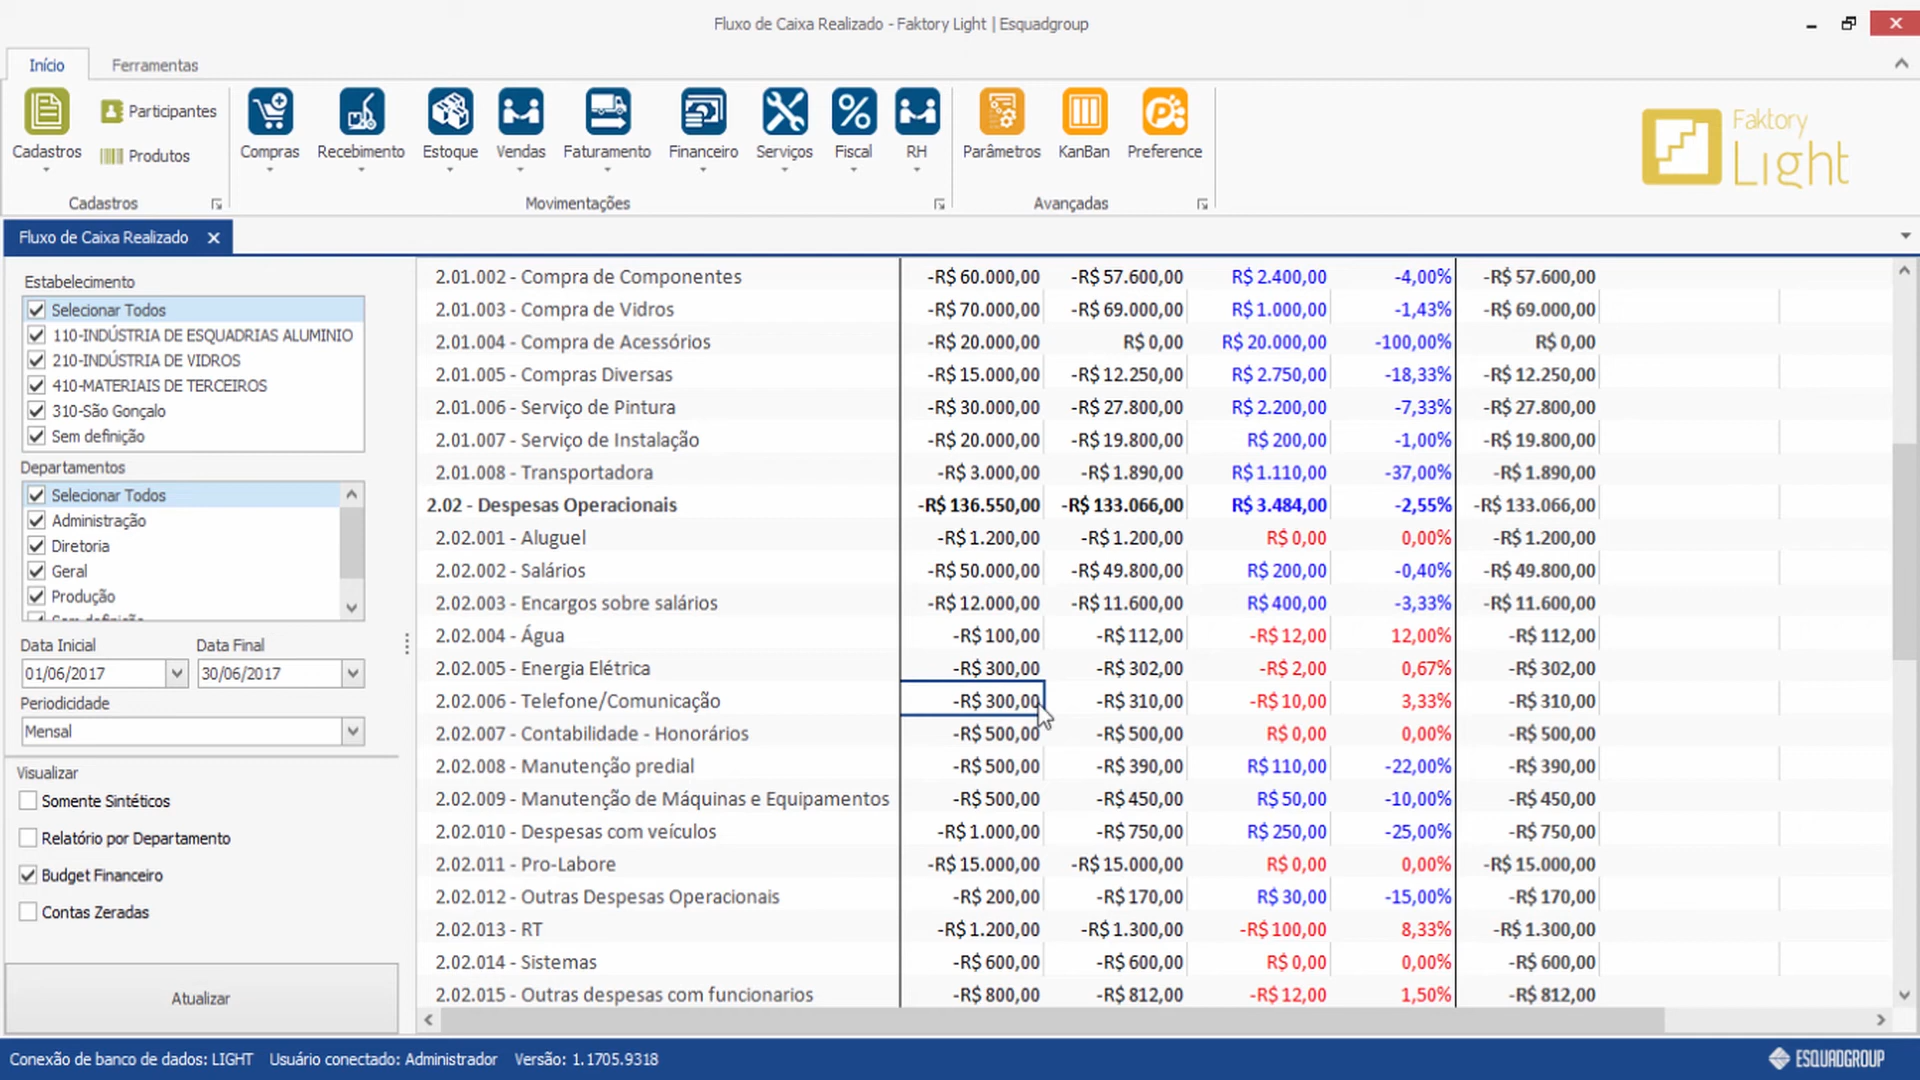 Fluxo de Caixa Realizado - Faktory Light | Esquadgroup
Início Ferramentas
Cadastros Participantes Produtos Compras Recebimento Estoque Vendas Faturamento Financeiro Serviços Fiscal RH Parâmetros KanBan Preference
Cadastros Movimentações Avançadas
Faktory Light
Fluxo de Caixa Realizado
Estabelecimento
Selecionar Todos
110-INDÚSTRIA DE ESQUADRIAS ALUMINIO
210-INDÚSTRIA DE VIDROS
410-MATERIAIS DE TERCEIROS
310-São Gonçalo
Sem definição
Departamentos
Selecionar Todos
Administração
Diretoria
Geral
Produção
Sem definição
Data Inicial Data Final
01/06/2017 30/06/2017
Periodicidade
Mensal
Visualizar
Somente Sintéticos
Relatório por Departamento
Budget Financeiro
Contas Zeradas
Atualizar
2.01.002 - Compra de Componentes -R$ 60.000,00 -R$ 57.600,00 R$ 2.400,00 -4,00% -R$ 57.600,00
2.01.003 - Compra de Vidros -R$ 70.000,00 -R$ 69.000,00 R$ 1.000,00 -1,43% -R$ 69.000,00
2.01.004 - Compra de Acessórios -R$ 20.000,00 R$ 0,00 R$ 20.000,00 -100,00% R$ 0,00
2.01.005 - Compras Diversas -R$ 15.000,00 -R$ 12.250,00 R$ 2.750,00 -18,33% -R$ 12.250,00
2.01.006 - Serviço de Pintura -R$ 30.000,00 -R$ 27.800,00 R$ 2.200,00 -7,33% -R$ 27.800,00
2.01.007 - Serviço de Instalação -R$ 20.000,00 -R$ 19.800,00 R$ 200,00 -1,00% -R$ 19.800,00
2.01.008 - Transportadora -R$ 3.000,00 -R$ 1.890,00 R$ 1.110,00 -37,00% -R$ 1.890,00
2.02 - Despesas Operacionais -R$ 136.550,00 -R$ 133.066,00 R$ 3.484,00 -2,55% -R$ 133.066,00
2.02.001 - Aluguel -R$ 1.200,00 -R$ 1.200,00 R$ 0,00 0,00% -R$ 1.200,00
2.02.002 - Salários -R$ 50.000,00 -R$ 49.800,00 R$ 200,00 -0,40% -R$ 49.800,00
2.02.003 - Encargos sobre salários -R$ 12.000,00 -R$ 11.600,00 R$ 400,00 -3,33% -R$ 11.600,00
2.02.004 - Água -R$ 100,00 -R$ 112,00 -R$ 12,00 12,00% -R$ 112,00
2.02.005 - Energia Elétrica -R$ 300,00 -R$ 302,00 -R$ 2,00 0,67% -R$ 302,00
2.02.006 - Telefone/Comunicação -R$ 300,00 -R$ 310,00 -R$ 10,00 3,33% -R$ 310,00
2.02.007 - Contabilidade - Honorários -R$ 500,00 -R$ 500,00 R$ 0,00 0,00% -R$ 500,00
2.02.008 - Manutenção predial -R$ 500,00 -R$ 390,00 R$ 110,00 -22,00% -R$ 390,00
2.02.009 - Manutenção de Máquinas e Equipamentos -R$ 500,00 -R$ 450,00 R$ 50,00 -10,00% -R$ 450,00
2.02.010 - Despesas com veículos -R$ 1.000,00 -R$ 750,00 R$ 250,00 -25,00% -R$ 750,00
2.02.011 - Pro-Labore -R$ 15.000,00 -R$ 15.000,00 R$ 0,00 0,00% -R$ 15.000,00
2.02.012 - Outras Despesas Operacionais -R$ 200,00 -R$ 170,00 R$ 30,00 -15,00% -R$ 170,00
2.02.013 - RT -R$ 1.200,00 -R$ 1.300,00 -R$ 100,00 8,33% -R$ 1.300,00
2.02.014 - Sistemas -R$ 600,00 -R$ 600,00 R$ 0,00 0,00% -R$ 600,00
2.02.015 - Outras despesas com funcionarios -R$ 800,00 -R$ 812,00 -R$ 12,00 1,50% -R$ 812,00
Conexão de banco de dados: LIGHT Usuário conectado: Administrador Versão: 1.1705.9318 ESQUADGROUP